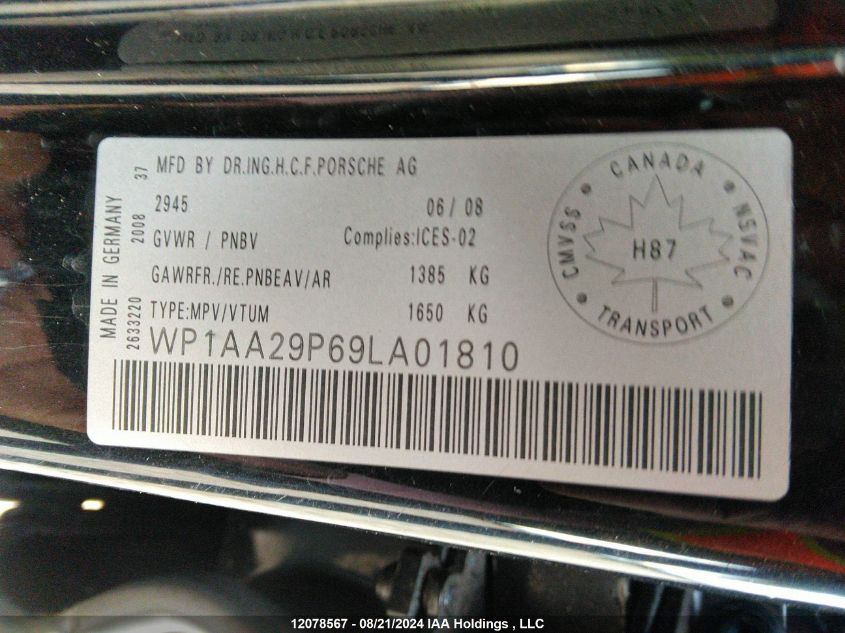 MFD BY DR.ING.H.C.F.PORSCHE AG
2945 06/08
GVWR / PNBV Complies:ICES-02
GAWRFR./RE.PNBEAV/AR 1385 KG
TYPE:MPV/VTUM 1650 KG
WP1AA29P69LA01810
MADE IN GERMANY
2633220 2008 37
CANADA
CMVSS
NSVAC
H87
TRANSPORT
12078567 - 08/21/2024 IAA Holdings , LLC